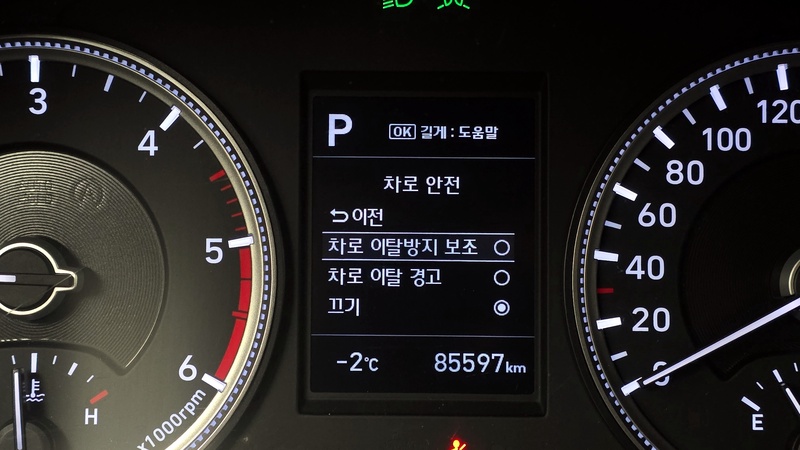 P
OK 길게 : 도움말
차로 안전
이전
차로 이탈방지 보조
차로 이탈 경고
끄기
-2℃ 85597km
3
4
5
6
x1000rpm
H
120
100
80
60
40
20
0
E